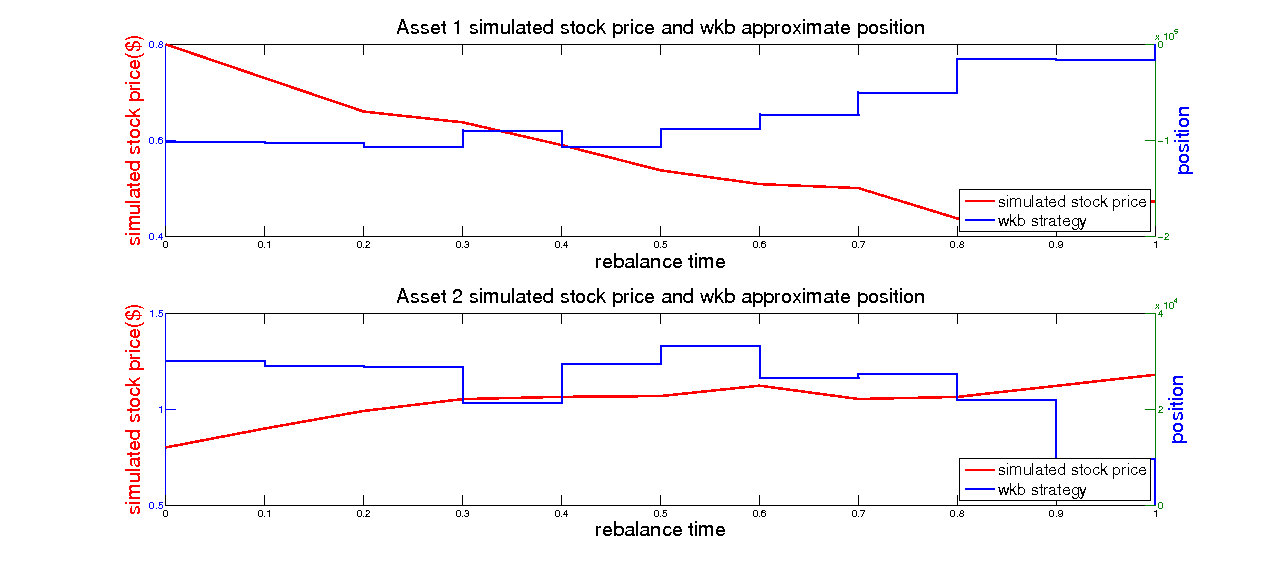 Asset 1 simulated stock price and wkb approximate position
x 10^5
simulated stock price($)
0.8
0.6
0.4
0
-1
-2
position
simulated stock price
wkb strategy
0 0.1 0.2 0.3 0.4 0.5 0.6 0.7 0.8 0.9 1
rebalance time
Asset 2 simulated stock price and wkb approximate position
x 10^4
simulated stock price($)
1.5
1
0.5
4
2
0
position
simulated stock price
wkb strategy
0 0.1 0.2 0.3 0.4 0.5 0.6 0.7 0.8 0.9 1
rebalance time